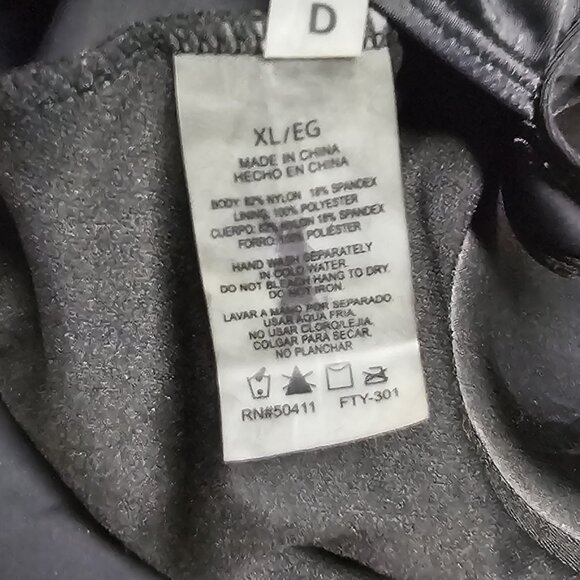 D
XL/EG
MADE IN CHINA
HECHO EN CHINA
BODY: 82% NYLON 18% SPANDEX
LINING: 100% POLYESTER
CUERPO: 82% NYLON 18% SPANDEX
FORRO: 100% POLIÉSTER
HAND WASH SEPARATELY
IN COLD WATER.
DO NOT BLEACH HANG TO DRY.
DO NOT IRON.
LAVAR A MANO POR SEPARADO.
USAR AQUA FRIA.
NO USAR CLORO/LEJIA.
COLGAR PARA SECAR.
NO PLANCHAR
RN#50411 FTY-301